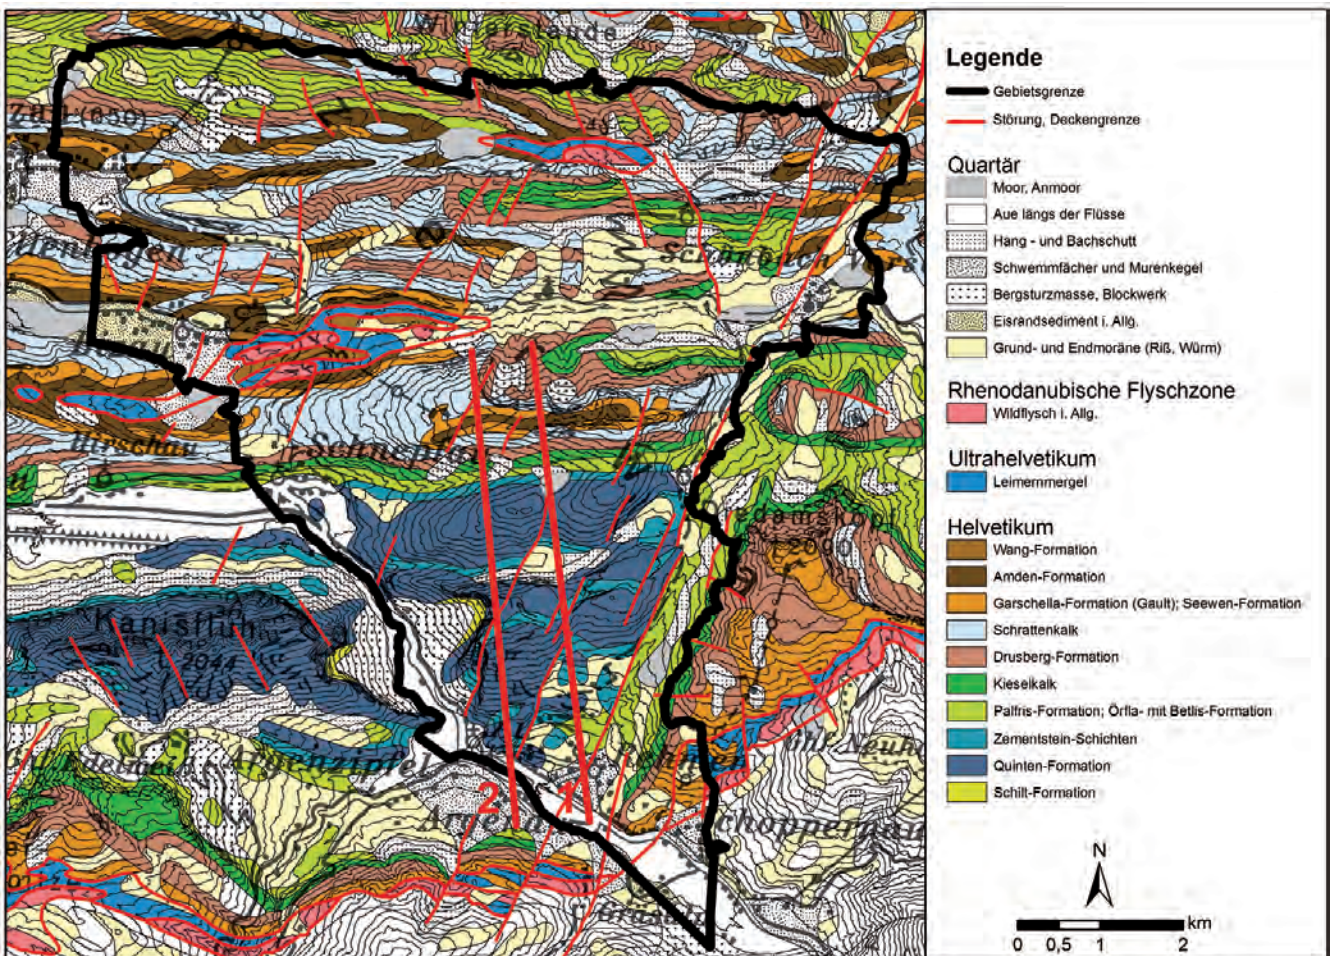 Legende
Gebietsgrenze
Störung, Deckengrenze
Quartär
Moor, Anmoor
Aue längs der Flüsse
Hang - und Bachschutt
Schwemmfächer und Murenkegel
Bergsturzmasse, Blockwerk
Eisrandsediment i. Allg.
Grund- und Endmoräne (Riß, Würm)
Rhenodanubische Flyschzone
Wildflysch i. Allg.
Ultrahelvetikum
Leimernmergel
Helvetikum
Wang-Formation
Amden-Formation
Garschella-Formation (Gault); Seewen-Formation
Schrattenkalk
Drusberg-Formation
Kieselkalk
Palfris-Formation; Örfla- mit Betlis-Formation
Zementstein-Schichten
Quinten-Formation
Schilt-Formation
N
km
0 0,5 1 2
Hirschau
Kanisfluh
2044
Argenzipfel
2 1